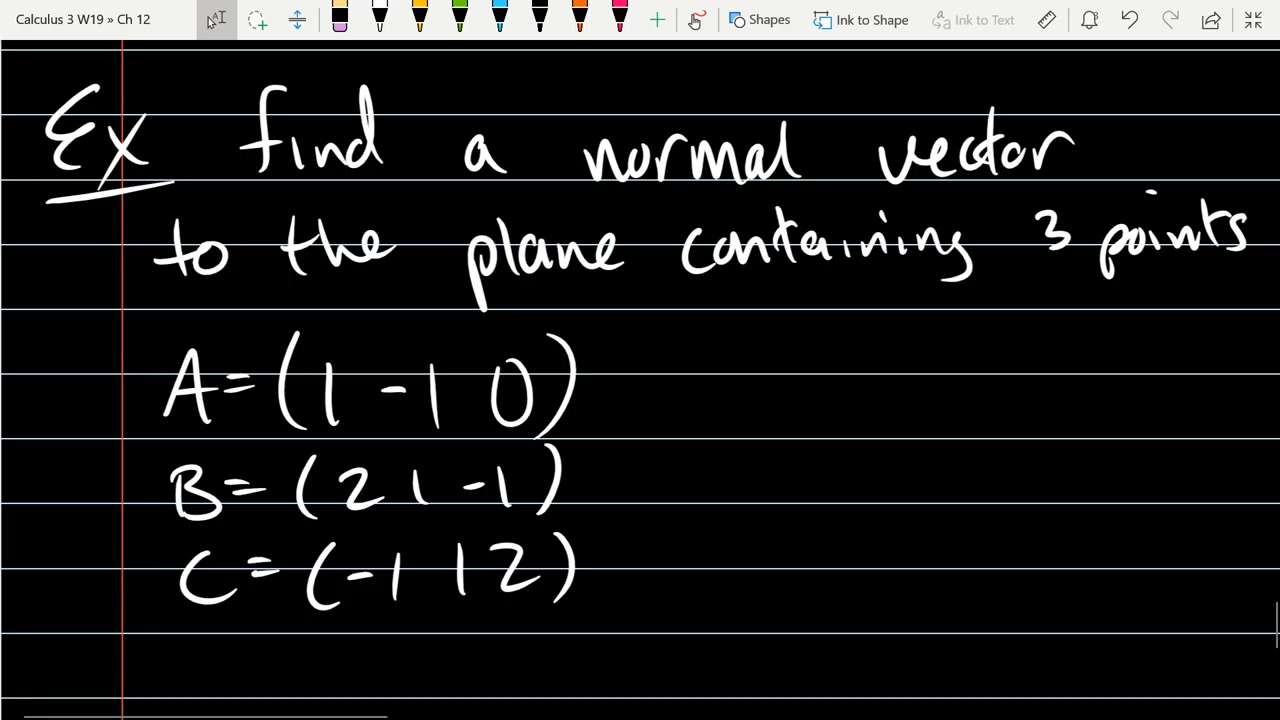 Calculus 3 W19 » Ch 12
Shapes
Ink to Shape
Ink to Text
Ex find a normal vector
to the plane containing 3 points
A = (1 -1 0)
B = (2 1 -1)
C = (-1 1 2)